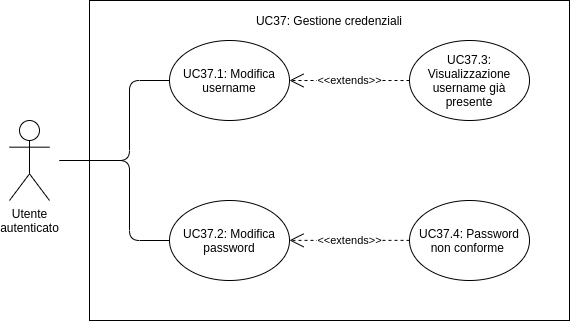 UC37: Gestione credenziali
UC37.1: Modifica
username
<<extends>>
UC37.3:
Visualizzazione
username già
presente
Utente
autenticato
UC37.2: Modifica
password
<<extends>>
UC37.4: Password
non conforme